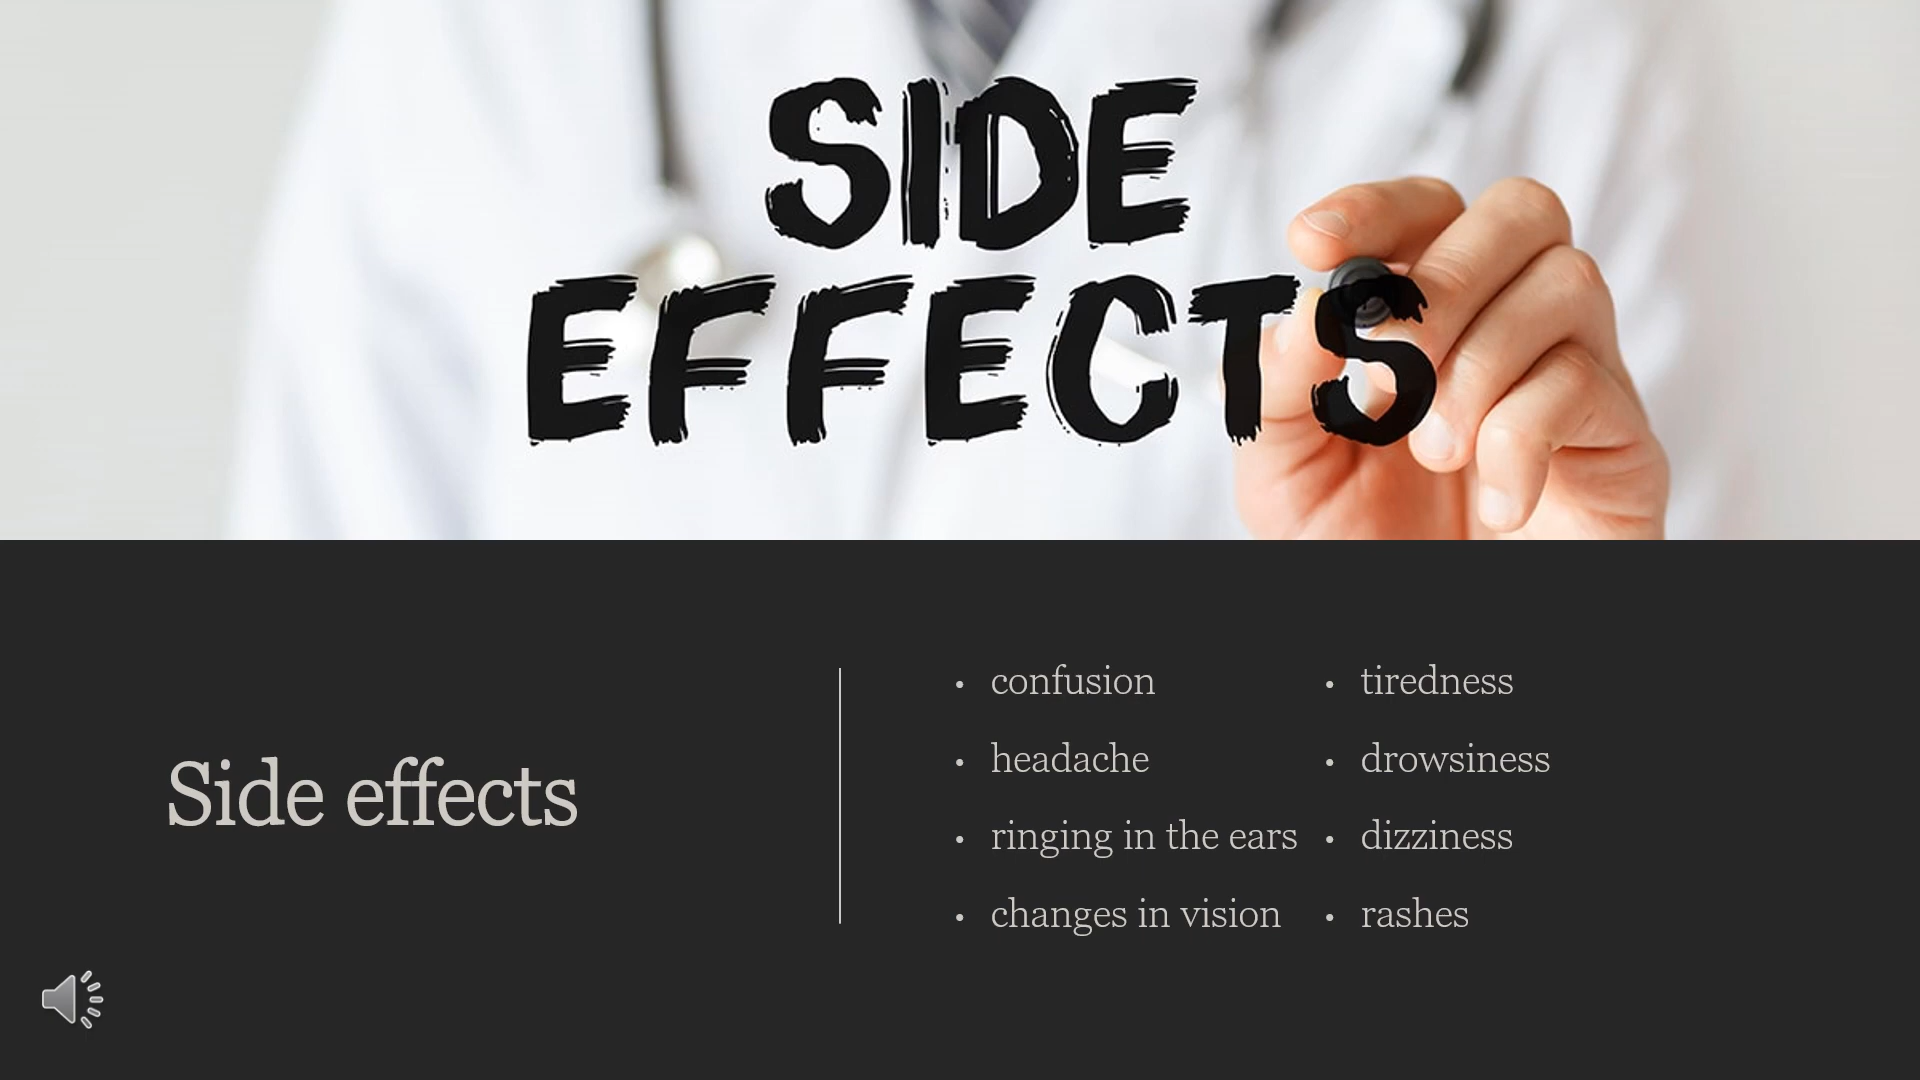 SIDE
EFFECTS
Side effects
• confusion
• headache
• ringing in the ears
• changes in vision
• tiredness
• drowsiness
• dizziness
• rashes